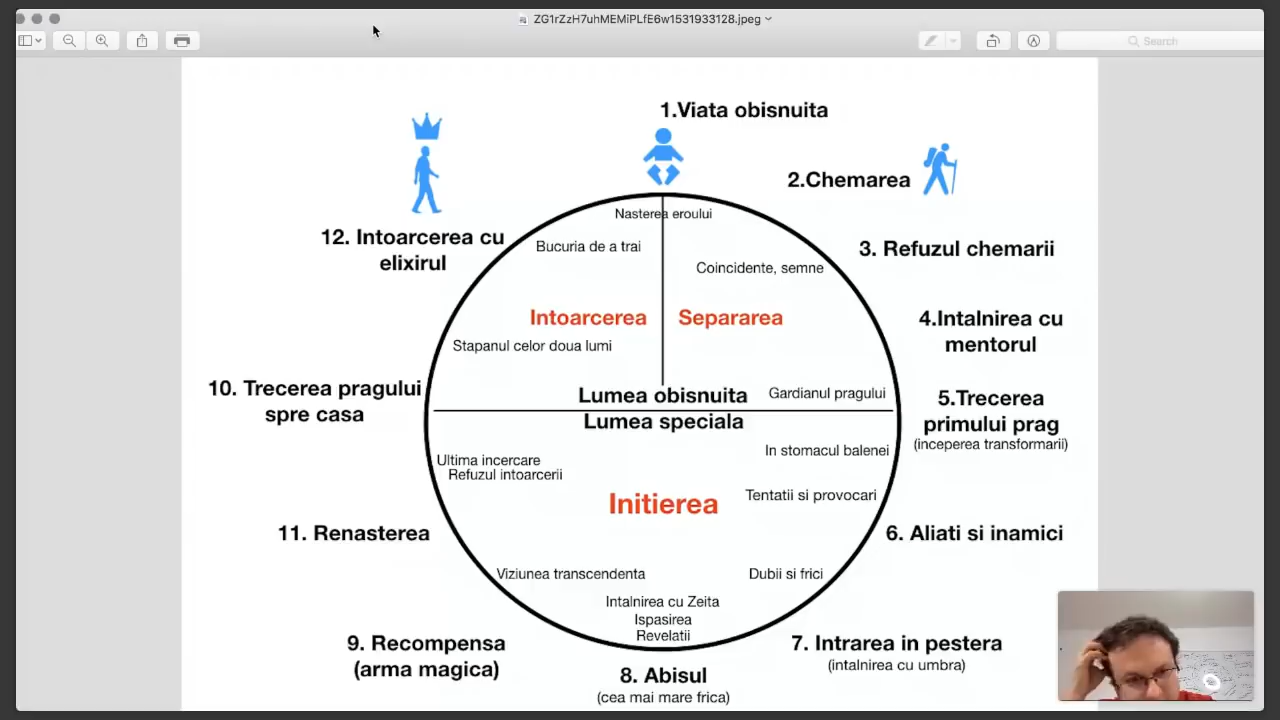 ZG1rZzH7uhMEMiPLfE6w1531933128.jpeg
Search
1.Viata obisnuita
2.Chemarea
Nasterea eroului
12. Intoarcerea cu
elixirul
Bucuria de a trai
Coincidente, semne
3. Refuzul chemarii
Intoarcerea
Separarea
4.Intalnirea cu
mentorul
Stapanul celor doua lumi
10. Trecerea pragului
spre casa
Lumea obisnuita
Gardianul pragului
5.Trecerea
primului prag
(inceperea transformarii)
Lumea speciala
In stomacul balenei
Ultima incercare
Refuzul intoarcerii
Initierea
Tentatii si provocari
11. Renasterea
6. Aliati si inamici
Viziunea transcendenta
Dubii si frici
Intalnirea cu Zeita
Ispasirea
Revelatii
9. Recompensa
(arma magica)
7. Intrarea in pestera
(intalnirea cu umbra)
8. Abisul
(cea mai mare frica)